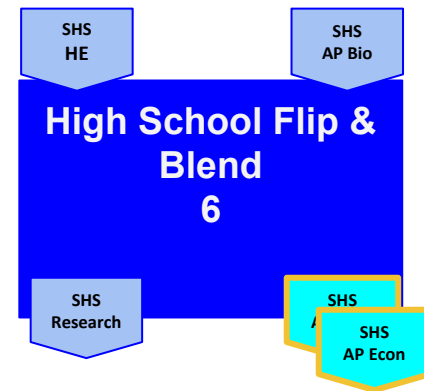 SHS
HE
SHS
AP Bio
High School Flip &
Blend
6
SHS
Research
SHS
SHS
AP Econ